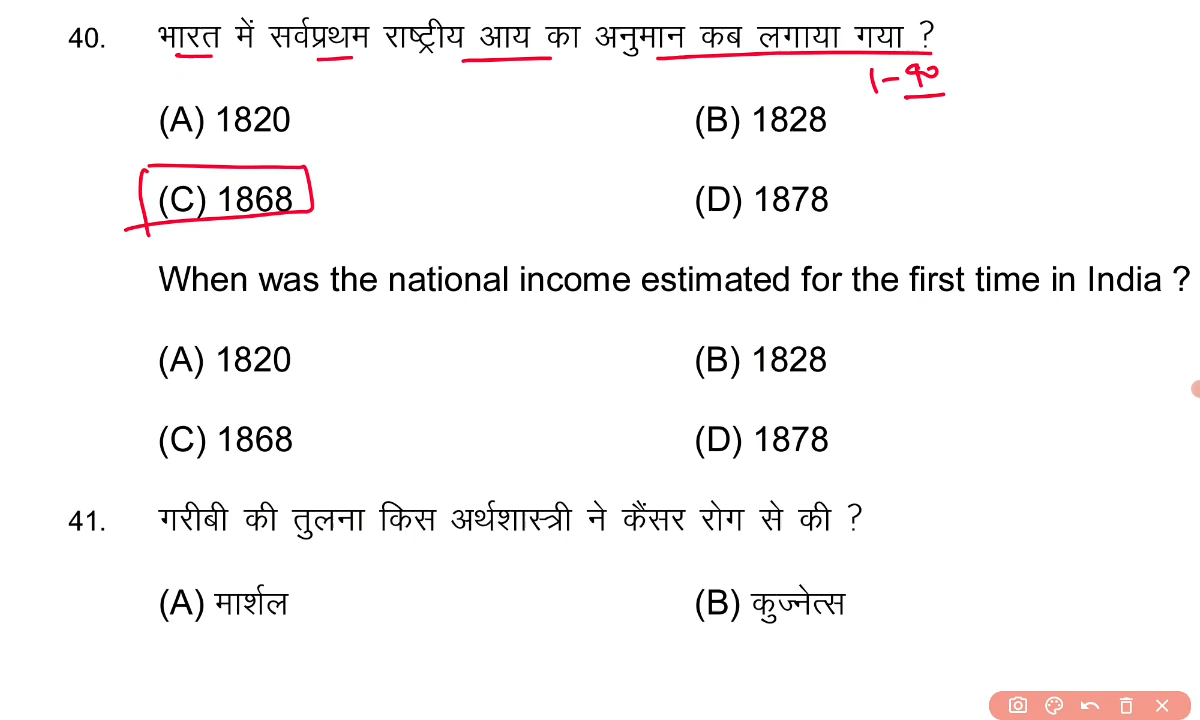 40. भारत में सर्वप्रथम राष्ट्रीय आय का अनुमान कब लगाया गया ?
(A) 1820 (B) 1828
(C) 1868 (D) 1878
When was the national income estimated for the first time in India ?
(A) 1820 (B) 1828
(C) 1868 (D) 1878
41. गरीबी की तुलना किस अर्थशास्त्री ने कैंसर रोग से की ?
(A) मार्शल (B) कुज्नेत्स